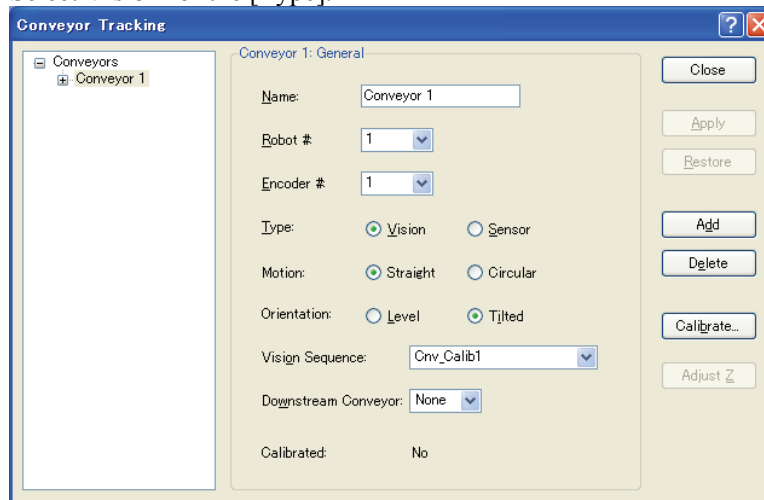 Conveyor Tracking
Conveyors
Conveyor 1
Conveyor 1: General
Name: Conveyor 1
Robot #: 1
Encoder #: 1
Type: Vision Sensor
Motion: Straight Circular
Orientation: Level Tilted
Vision Sequence: Cnv_Calib1
Downstream Conveyor: None
Calibrated: No
Close
Apply
Restore
Add
Delete
Calibrate...
Adjust Z